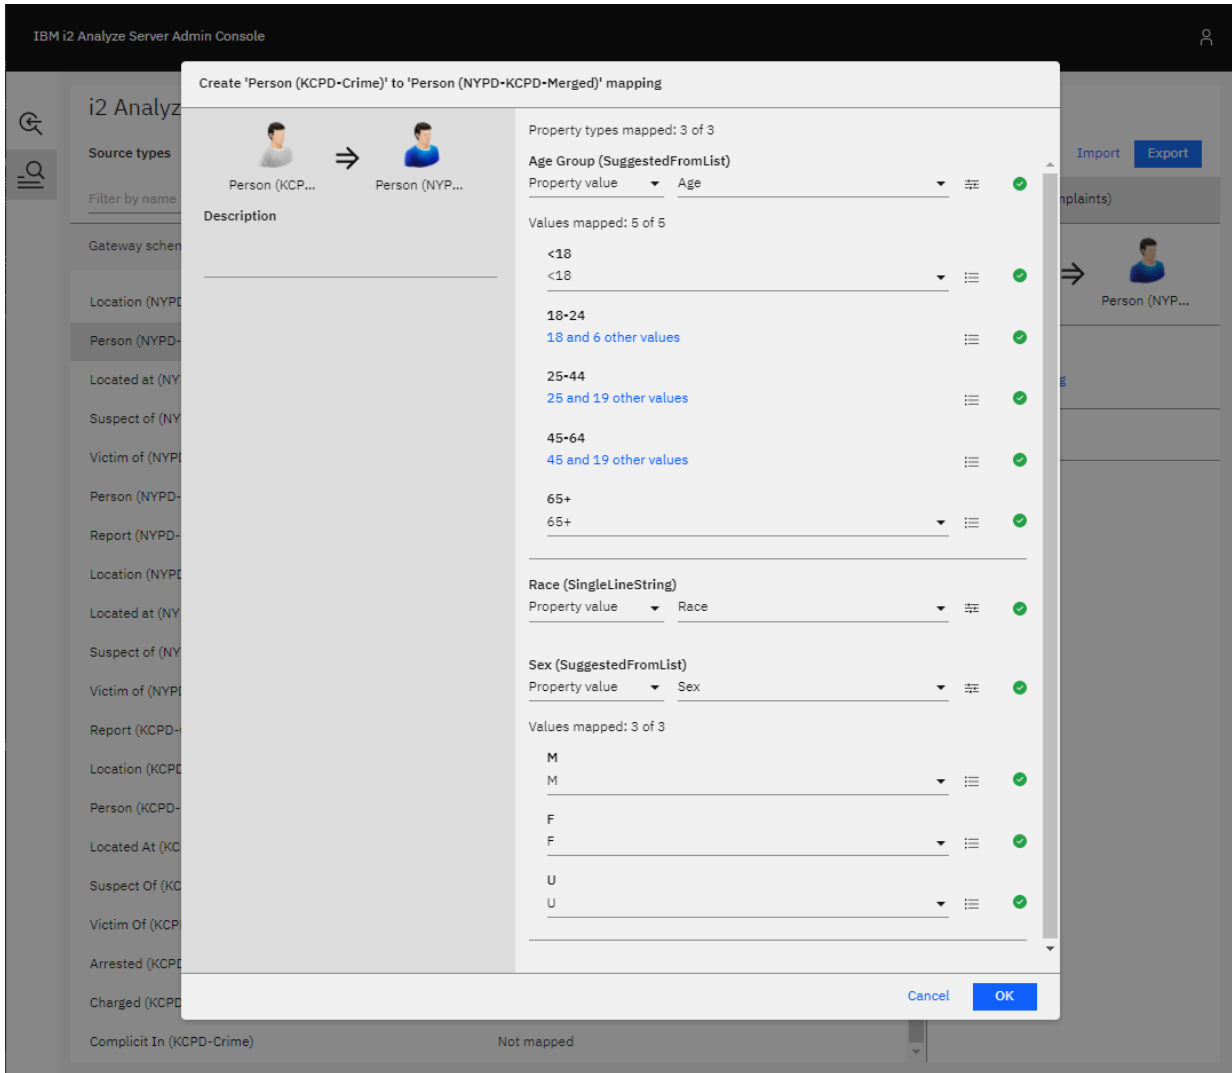 IBM i2 Analyze Server Admin Console
Create 'Person (KCPD-Crime)' to 'Person (NYPD-KCPD-Merged)' mapping
i2 Analyz
Source types
Filter by name
Gateway schem
Location (NYPD
Person (NYPD-
Located at (NY
Suspect of (NY
Victim of (NYPD
Person (NYPD-
Report (NYPD-
Location (NYPD
Located at (NY
Suspect of (NY
Victim of (NYPD
Report (KCPD-
Location (KCPD
Person (KCPD-
Located At (KC
Suspect Of (KC
Victim Of (KCP
Arrested (KCPD
Charged (KCPD
Complicit In (KCPD-Crime) Not mapped
Person (KCP...
Person (NYP...
Description
Property types mapped: 3 of 3
Age Group (SuggestedFromList)
Property value Age
Values mapped: 5 of 5
<18
<18
18-24
18 and 6 other values
25-44
25 and 19 other values
45-64
45 and 19 other values
65+
65+
Race (SingleLineString)
Property value Race
Sex (SuggestedFromList)
Property value Sex
Values mapped: 3 of 3
M
M
F
F
U
U
Cancel OK
Import Export
nplaints)
Person (NYP...
g